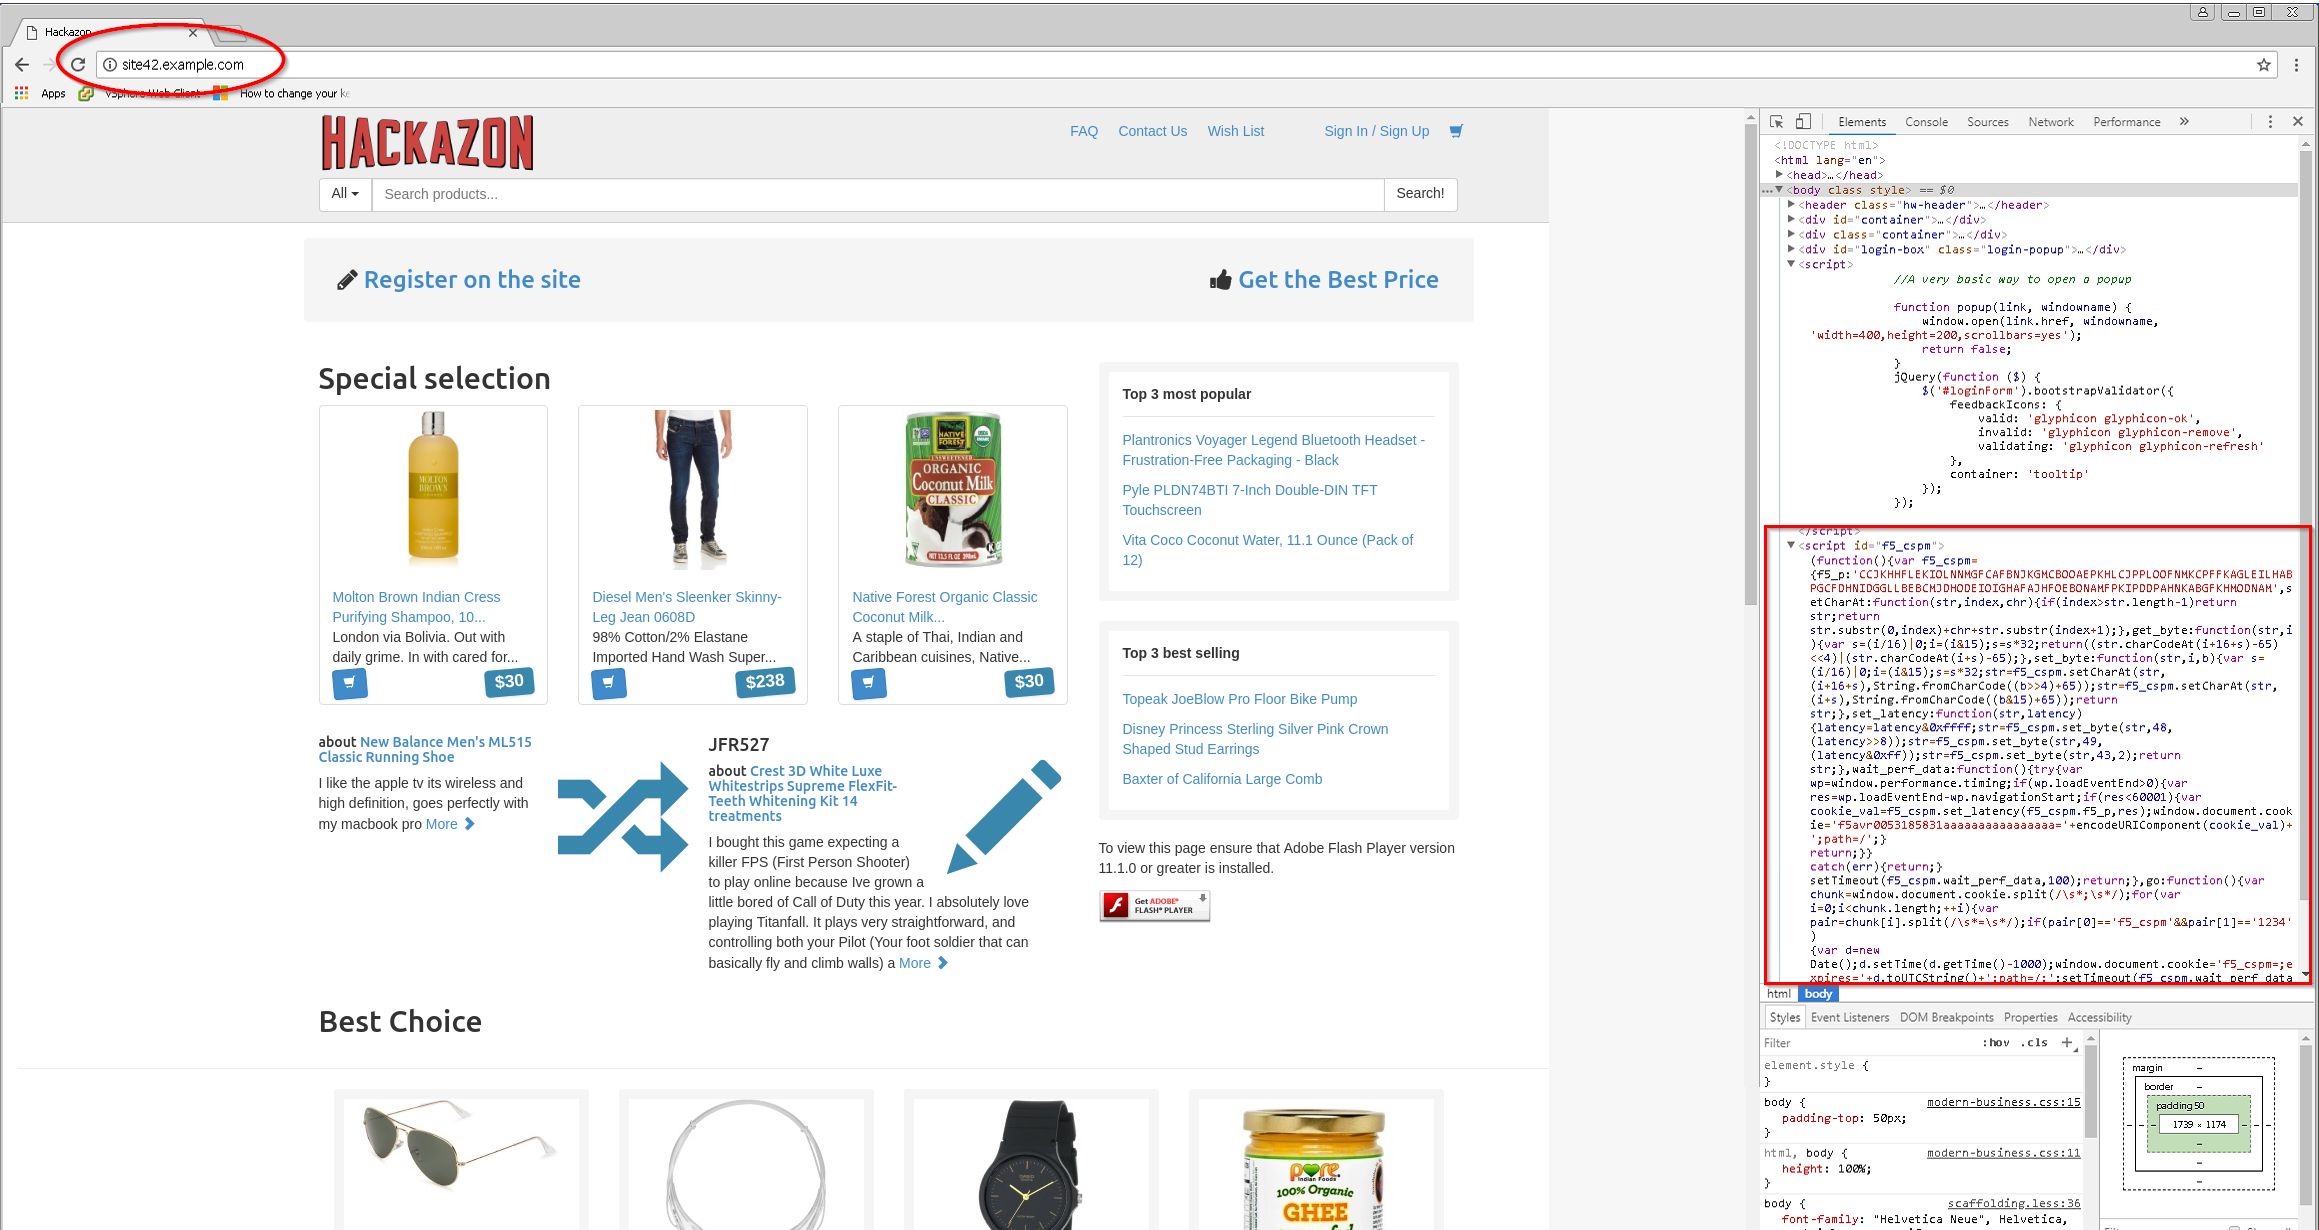 Hackazon
site42.example.com
Apps
vSphere Web Client
How to change your ke
HACKAZON
FAQ
Contact Us
Wish List
Sign In / Sign Up
All
Search products...
Search!
Register on the site
Get the Best Price
Special selection
MOLTON
BROWN
NATIVE
FOREST
UNSWEETENED
ORGANIC
Coconut Milk
CLASSIC
Molton Brown Indian Cress
Purifying Shampoo, 10...
London via Bolivia. Out with
daily grime. In with cared for...
$30
Diesel Men's Sleenker Skinny-
Leg Jean 0608D
98% Cotton/2% Elastane
Imported Hand Wash Super...
$238
Native Forest Organic Classic
Coconut Milk...
A staple of Thai, Indian and
Caribbean cuisines, Native...
$30
about New Balance Men's ML515
Classic Running Shoe
I like the apple tv its wireless and
high definition, goes perfectly with
my macbook pro More
JFR527
about Crest 3D White Luxe
Whitestrips Supreme FlexFit-
Teeth Whitening Kit 14
treatments
I bought this game expecting a
killer FPS (First Person Shooter)
to play online because Ive grown a
little bored of Call of Duty this year. I absolutely love
playing Titanfall. It plays very straightforward, and
controlling both your Pilot (Your foot soldier that can
basically fly and climb walls) a More
Top 3 most popular
Plantronics Voyager Legend Bluetooth Headset -
Frustration-Free Packaging - Black
Pyle PLDN74BTI 7-Inch Double-DIN TFT
Touchscreen
Vita Coco Coconut Water, 11.1 Ounce (Pack of
12)
Top 3 best selling
Topeak JoeBlow Pro Floor Bike Pump
Disney Princess Sterling Silver Pink Crown
Shaped Stud Earrings
Baxter of California Large Comb
To view this page ensure that Adobe Flash Player version
11.1.0 or greater is installed.
Get ADOBE®
FLASH® PLAYER
Best Choice
CASIO
pure
Indian Foods
100% Organic
GHEE
Elements
Console
Sources
Network
Performance
<!DOCTYPE html>
<html lang="en">
<head>…</head>
<body class style> == $0
<header class="hw-header">…</header>
<div id="container">…</div>
<div class="container">…</div>
<div id="login-box" class="login-popup">…</div>
<script>
//A very basic way to open a popup
function popup(link, windowname) {
window.open(link.href, windowname,
'width=400,height=200,scrollbars=yes');
return false;
}
jQuery(function ($) {
$('#loginForm').bootstrapValidator({
feedbackIcons: {
valid: 'glyphicon glyphicon-ok',
invalid: 'glyphicon glyphicon-remove',
validating: 'glyphicon glyphicon-refresh'
},
container: 'tooltip'
});
});
</script>
<script id="f5_cspm">
(function(){var f5_cspm=
{f5_p:'CCJKHHFLEKIOLNNMGFCAFBNJKGMCBOOAEPKHLCJPPLOOFNMKCPFFKAGLEILHAB
PGCFDHNIDGGLLBEBCMJDHODEIOIGHAFAJHFOEBONAMFPKIPDDPAHNKABGFKHMODNAM',s
etCharAt:function(str,index,chr){if(index>str.length-1)return
str;return
str.substr(0,index)+chr+str.substr(index+1);},get_byte:function(str,i
){var s=(i/16)|0;i=(i&15);s=s*32;return((str.charCodeAt(i+16+s)-65)
<<4)|(str.charCodeAt(i+s)-65);},set_byte:function(str,i,b){var s=
(i/16)|0;i=(i&15);s=s*32;str=f5_cspm.setCharAt(str,
(i+16+s),String.fromCharCode((b>>4)+65));str=f5_cspm.setCharAt(str,
(i+s),String.fromCharCode((b&15)+65));return
str;},set_latency:function(str,latency)
{latency=latency&0xffff;str=f5_cspm.set_byte(str,48,
(latency>>8));str=f5_cspm.set_byte(str,49,
(latency&0xff));str=f5_cspm.set_byte(str,43,2);return
str;},wait_perf_data:function(){try{var
wp=window.performance.timing;if(wp.loadEventEnd>0){var
res=wp.loadEventEnd-wp.navigationStart;if(res<60001){var
cookie_val=f5_cspm.set_latency(f5_cspm.f5_p,res);window.document.cook
ie='f5avr0053185831aaaaaaaaaaaaaaaa='+encodeURIComponent(cookie_val)+
';path=/';}
return;}}
catch(err){return;}
setTimeout(f5_cspm.wait_perf_data,100);return;},go:function(){var
chunk=window.document.cookie.split(/\s*;\s*/);for(var
i=0;i<chunk.length;++i){var
pair=chunk[i].split(/\s*=\s*/);if(pair[0]=='f5_cspm'&&pair[1]=='1234'
)
{var d=new
Date();d.setTime(d.getTime()-1000);window.document.cookie='f5_cspm=;e
xpires='+d.toUTCString()+';path=/;';setTimeout(f5_cspm.wait_perf_data
html
body
Styles
Event Listeners
DOM Breakpoints
Properties
Accessibility
Filter
:hov
.cls
element.style {
}
body {
modern-business.css:15
padding-top: 50px;
}
html, body {
modern-business.css:11
height: 100%;
}
body {
scaffolding.less:36
font-family: "Helvetica Neue", Helvetica,
margin
border
padding 50
1739 × 1174